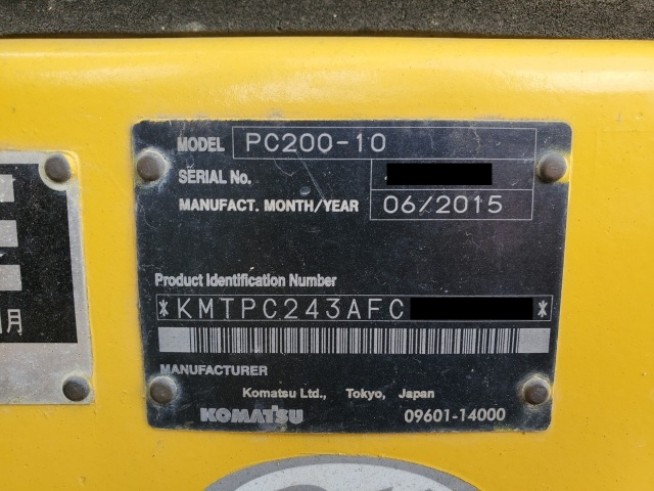 MODEL PC200-10
SERIAL No.
MANUFACT. MONTH/YEAR 06/2015
Product Identification Number
*KMTPC243AFC *
MANUFACTURER
Komatsu Ltd., Tokyo, Japan
KOMATSU 09601-14000
月